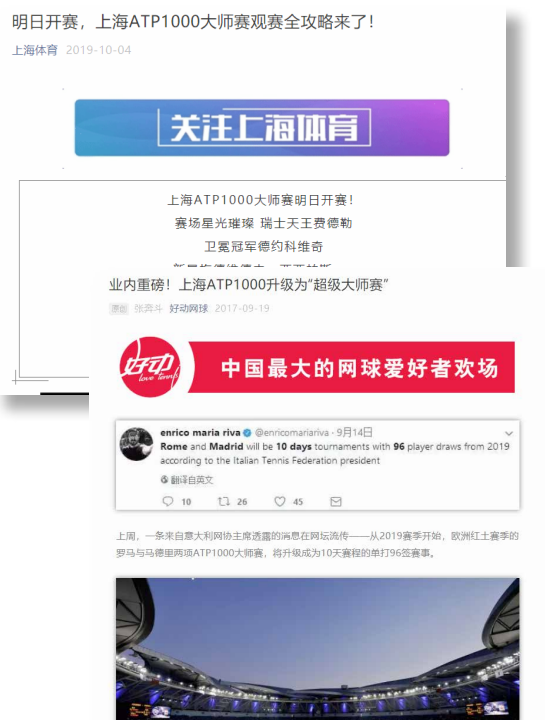 明日开赛，上海ATP1000大师赛观赛全攻略来了！
上海体育 2019-10-04
关注上海体育
上海ATP1000大师赛明日开赛！
赛场星光璀璨 瑞士天王费德勒
卫冕冠军德约科维奇
业内重磅！上海ATP1000升级为“超级大师赛”
原创 张奔斗 好动网球 2017-09-19
好动
love tennis
中国最大的网球爱好者欢场
enrico maria riva @enricomariariva · 9月14日
Rome and Madrid will be 10 days tournaments with 96 player draws from 2019
according to the Italian Tennis Federation president
翻译自英文
10 26 45
上周，一条来自意大利网协主席透露的消息在网坛流传——从2019赛季开始，欧洲红土赛季的
罗马与马德里两项ATP1000大师赛，将升级成为10天赛程的单打96签赛事。